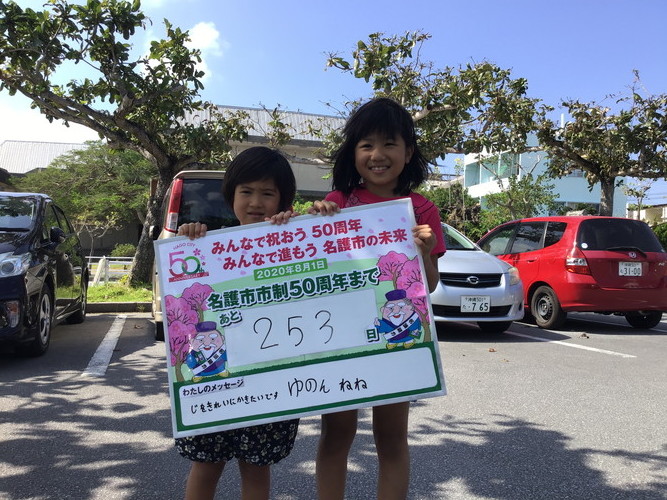 みんなで祝おう 50周年
みんなで進もう 名護市の未来
50
2020年8月1日
名護市市制50周年まで
あと 253 日
わたしのメッセージ
じをきれいにかきたいです ゆのん ねね
・765
31-00